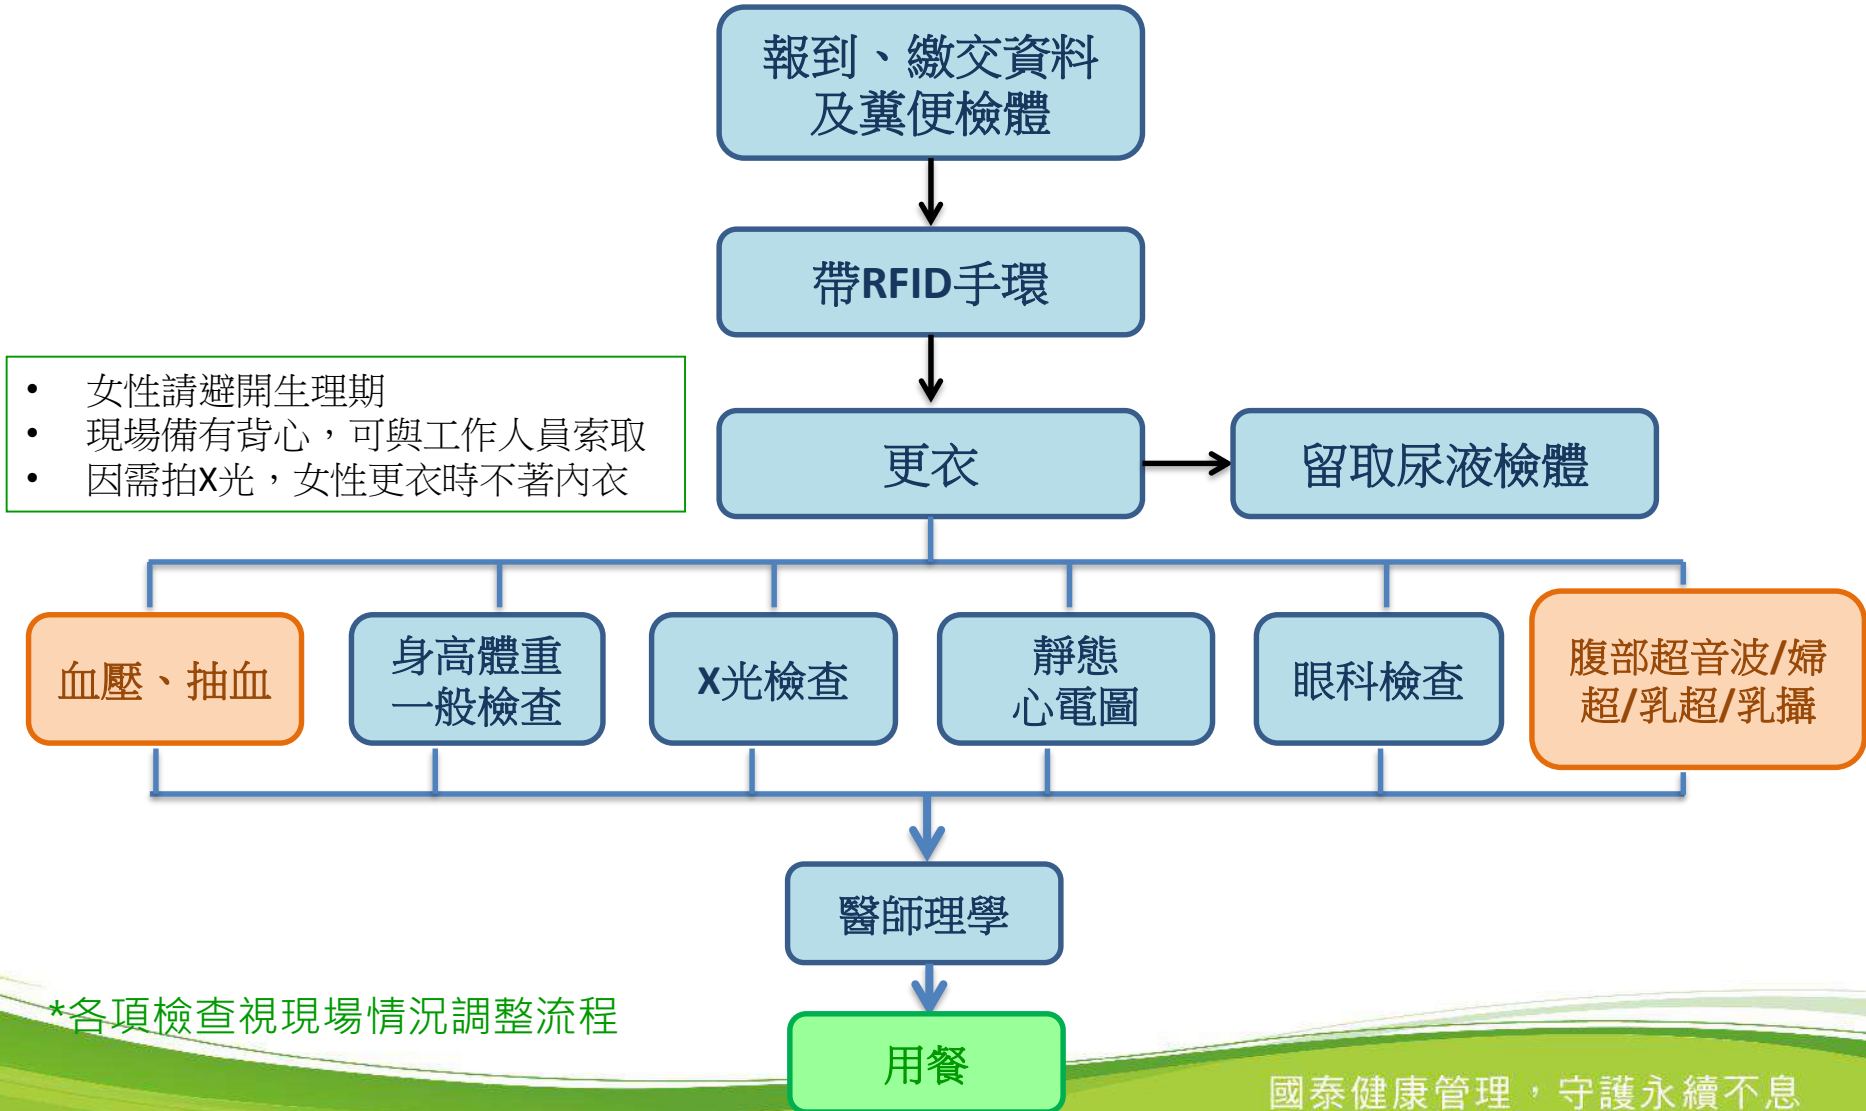 報到、繳交資料
及糞便檢體
帶RFID手環
• 女性請避開生理期
• 現場備有背心，可與工作人員索取
• 因需拍X光，女性更衣時不著內衣
更衣
留取尿液檢體
血壓、抽血
身高體重
一般檢查
X光檢查
靜態
心電圖
眼科檢查
腹部超音波/婦
超/乳超/乳攝
醫師理學
*各項檢查視現場情況調整流程
用餐
國泰健康管理，守護永續不息